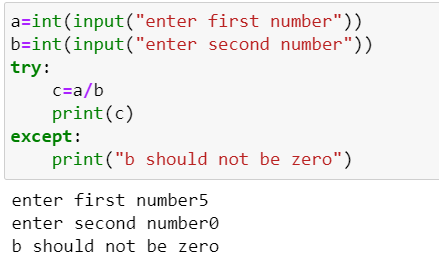 a=int(input("enter first number"))
b=int(input("enter second number"))
try:
    c=a/b
    print(c)
except:
    print("b should not be zero")
enter first number5
enter second number0
b should not be zero